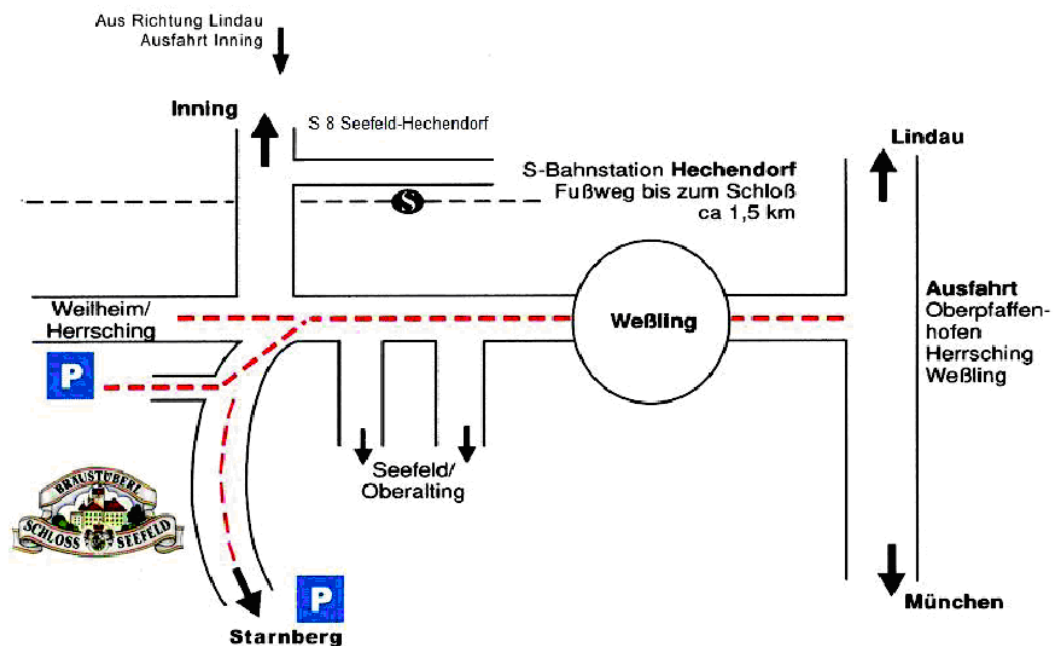 Aus Richtung Lindau
Ausfahrt Inning
Inning
S 8 Seefeld-Hechendorf
Lindau
S-Bahnstation Hechendorf
Fußweg bis zum Schloß
ca 1,5 km
S
Weilheim/
Herrsching
Weßling
Ausfahrt
Oberpfaffen-
hofen
Herrsching
Weßling
P
Seefeld/
Oberalting
BRÄUSTÜBERL
SCHLOSS SEEFELD
P
Starnberg
München